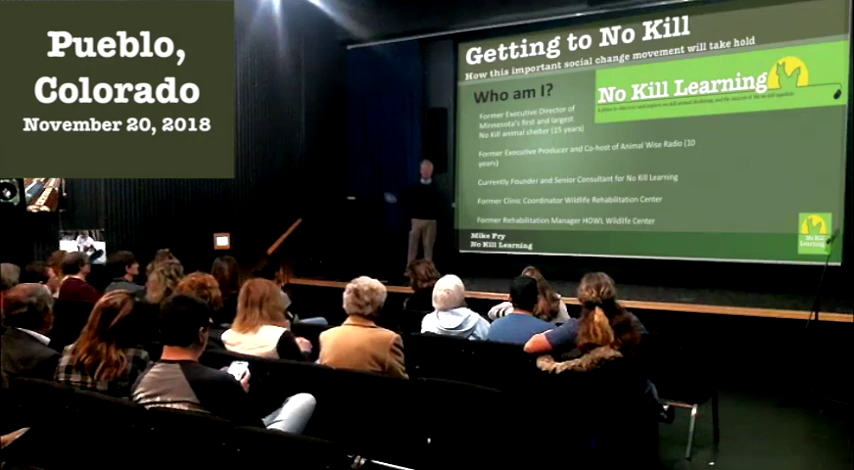 Pueblo,
Colorado
November 20, 2018
Getting to No Kill
How this important social change movement will take hold
Who am I?
No Kill Learning
Former Executive Director of
Minnesota's first and largest
No Kill animal shelter (15 years)
Former Executive Producer and Co-host of Animal Wise Radio (10
years)
Currently Founder and Senior Consultant for No Kill Learning
Former Clinic Coordinator Wildlife Rehabilitation Center
Former Rehabilitation Manager HOWL Wildlife Center
Mike Fry
No Kill Learning
No Kill
Learning